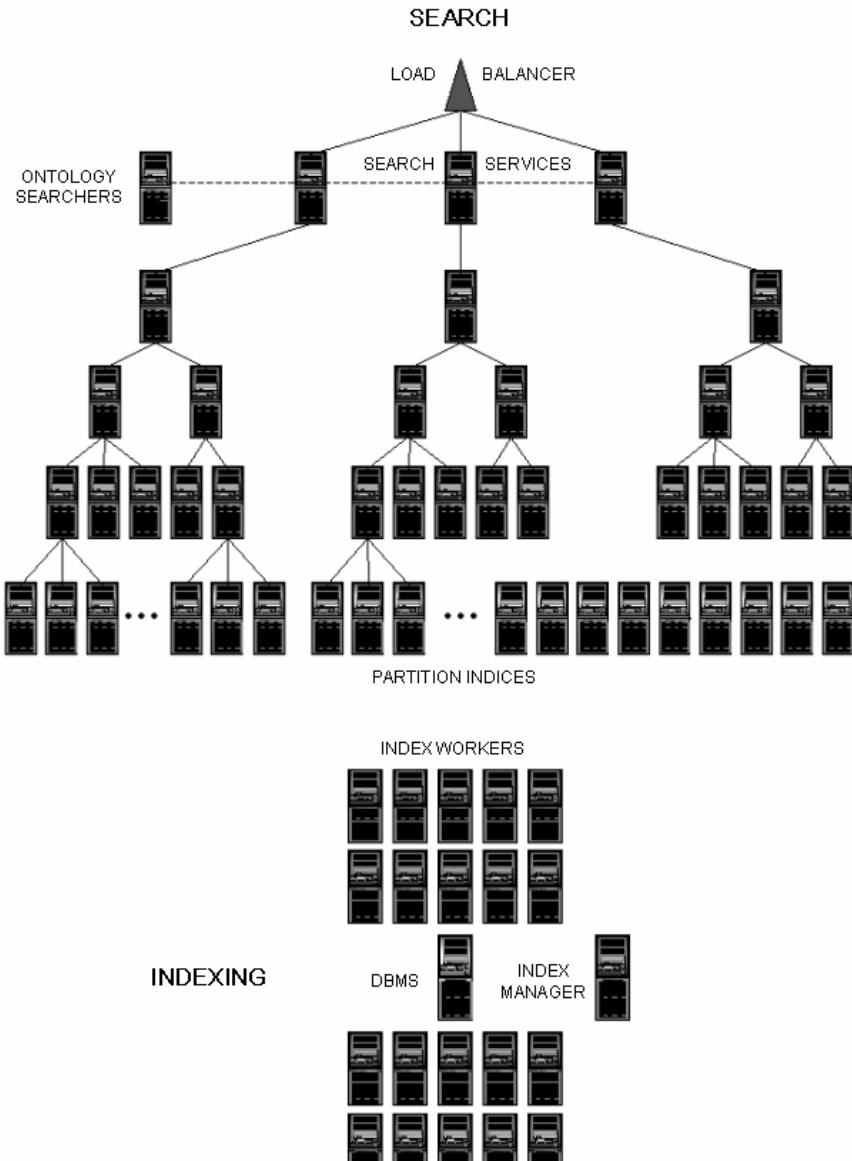 SEARCH
LOAD BALANCER
ONTOLOGY
SEARCHERS
SEARCH SERVICES
PARTITION INDICES
INDEX WORKERS
INDEXING
DBMS
INDEX
MANAGER